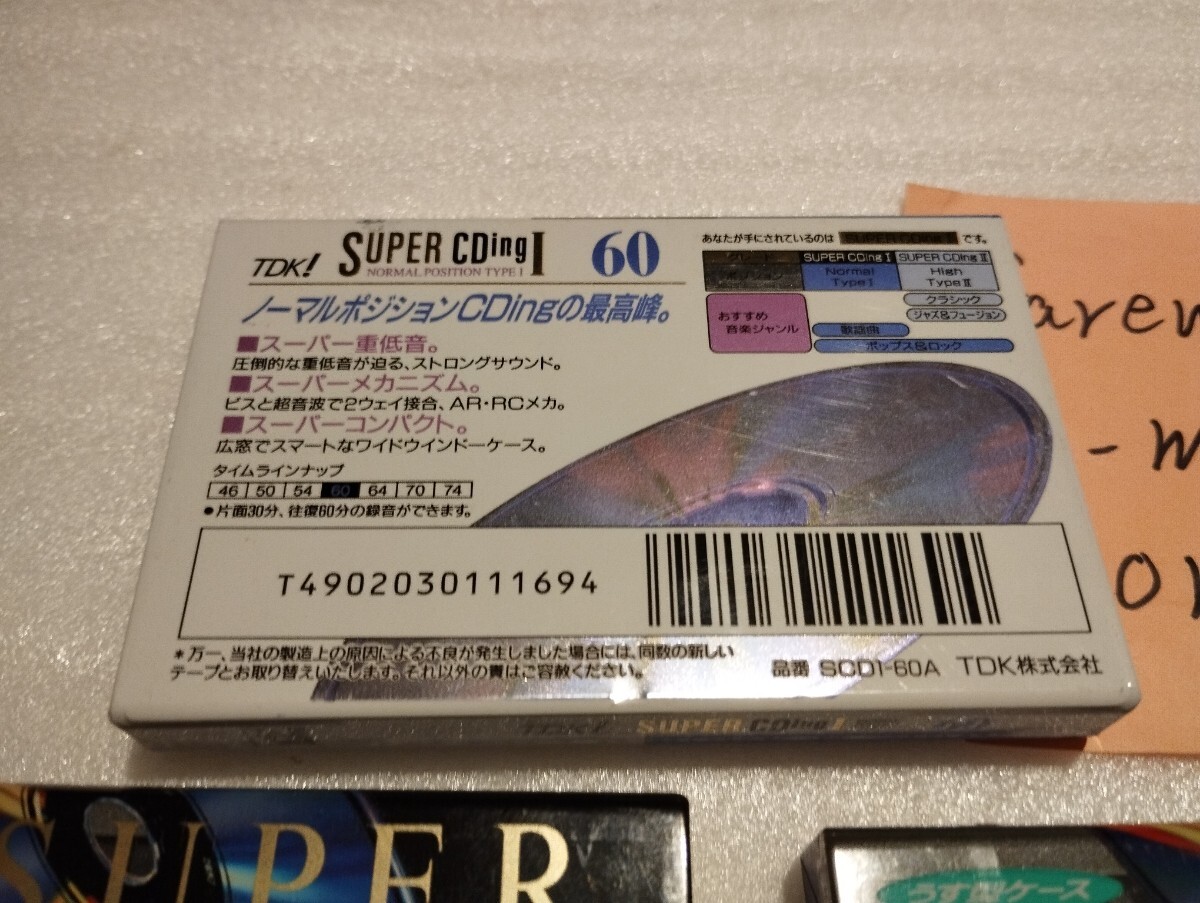 TDK! SUPER CDing I 60
NORMAL POSITION TYPE I
ノーマルポジションCDingの最高峰。
■スーパー重低音。
圧倒的な重低音が迫る、ストロングサウンド。
■スーパーメカニズム。
ビスと超音波で2ウェイ接合、AR・RCメカ。
■スーパーコンパクト。
広窓でスマートなワイドウインドーケース。
タイムラインナップ
46 50 54 60 64 70 74
●片面30分、往復60分の録音ができます。
あなたが手にされているのは SUPER CDing I です。
グレード SUPER CDing I SUPER CDing II
ポジション Normal Type I High Type II
おすすめ
音楽ジャンル
クラシック
ジャズ&フュージョン
歌謡曲
ポップス&ロック
T4902030111694
*万一、当社の製造上の原因による不良が発生しました場合には、同数の新しい
テープとお取り替えいたします。それ以外の責はご容赦ください。
品番 SCD1-60A TDK株式会社
TDK! SUPER CDing I 60
SUPER
うす型ケース